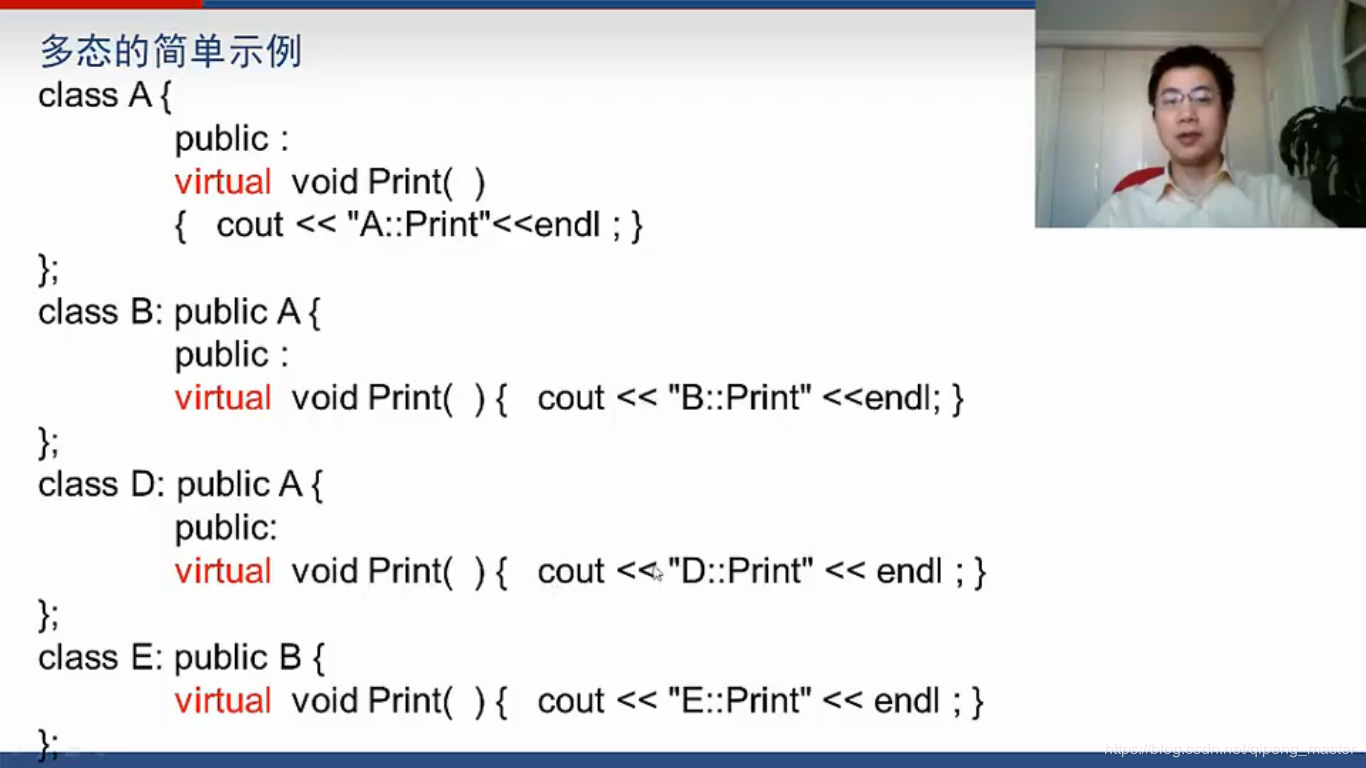 多态的简单示例
class A {
public :
virtual void Print( )
{ cout << "A::Print"<<endl ; }
};
class B: public A {
public :
virtual void Print( ) { cout << "B::Print" <<endl; }
};
class D: public A {
public:
virtual void Print( ) { cout << "D::Print" << endl ; }
};
class E: public B {
virtual void Print( ) { cout << "E::Print" << endl ; }
};
https://blog.csdn.net/qipeng_master